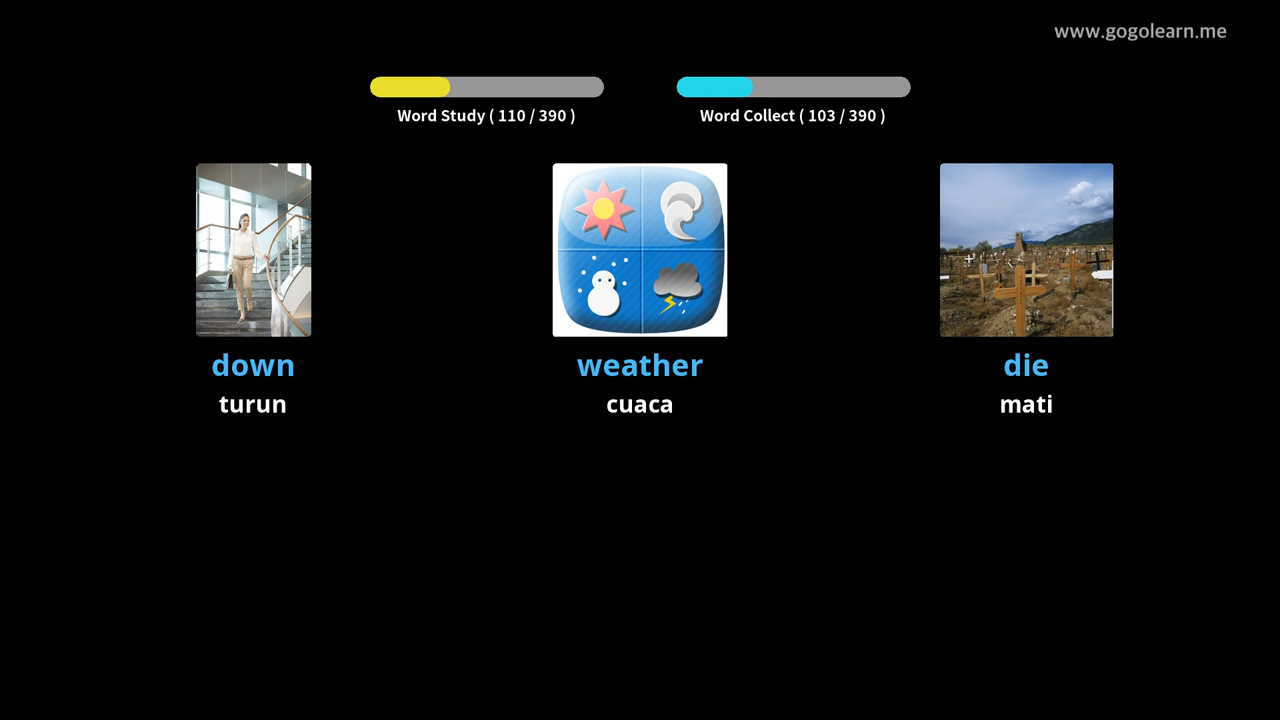 www.gogolearn.me
Word Study ( 110 / 390 )
Word Collect ( 103 / 390 )
down
turun
weather
cuaca
die
mati